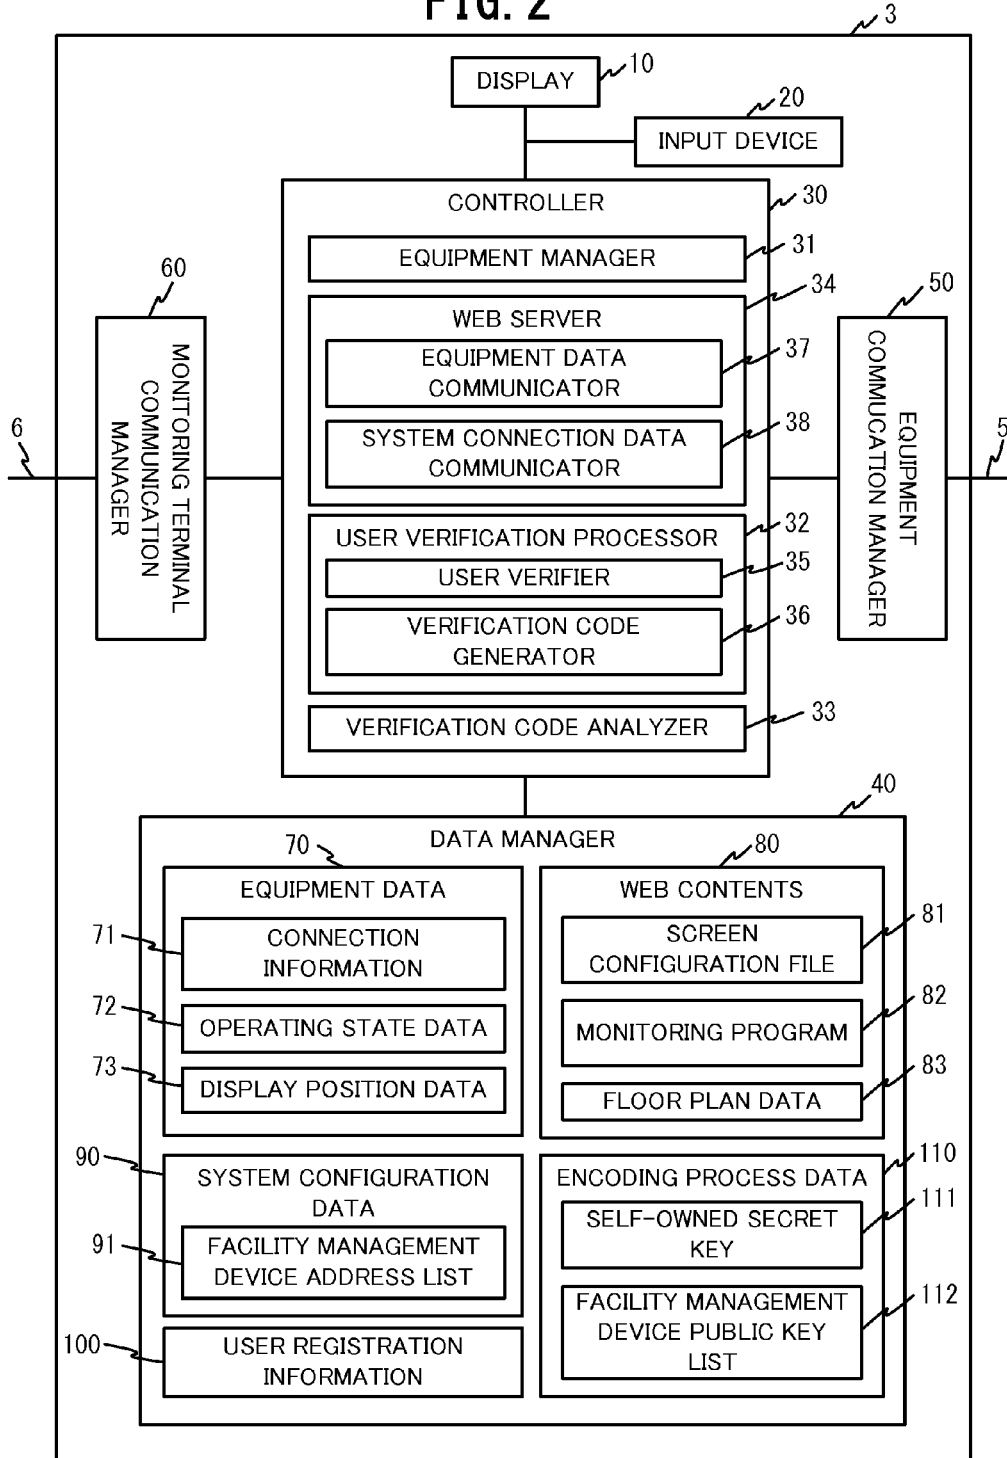 FIG. 2
3
DISPLAY
10
20
INPUT DEVICE
CONTROLLER
30
EQUIPMENT MANAGER
31
WEB SERVER
34
EQUIPMENT DATA
COMMUNICATOR
37
SYSTEM CONNECTION DATA
COMMUNICATOR
38
USER VERIFICATION PROCESSOR
32
USER VERIFIER
35
VERIFICATION CODE
GENERATOR
36
VERIFICATION CODE ANALYZER
33
60
MONITORING TERMINAL
COMMUNICATION
MANAGER
6
50
EQUIPMENT
COMMUCATION MANAGER
5
40
DATA MANAGER
70
EQUIPMENT DATA
71
CONNECTION
INFORMATION
72
OPERATING STATE DATA
73
DISPLAY POSITION DATA
80
WEB CONTENTS
81
SCREEN
CONFIGURATION FILE
82
MONITORING PROGRAM
83
FLOOR PLAN DATA
90
SYSTEM CONFIGURATION
DATA
91
FACILITY MANAGEMENT
DEVICE ADDRESS LIST
100
USER REGISTRATION
INFORMATION
110
ENCODING PROCESS DATA
111
SELF-OWNED SECRET
KEY
112
FACILITY MANAGEMENT
DEVICE PUBLIC KEY
LIST